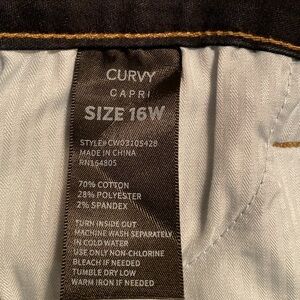 CURVY
CAPRI
SIZE 16W
STYLE# CW03105428
MADE IN CHINA
RN164805
70% COTTON
28% POLYESTER
2% SPANDEX
TURN INSIDE OUT
MACHINE WASH SEPARATELY
IN COLD WATER
USE ONLY NON-CHLORINE
BLEACH IF NEEDED
TUMBLE DRY LOW
WARM IRON IF NEEDED